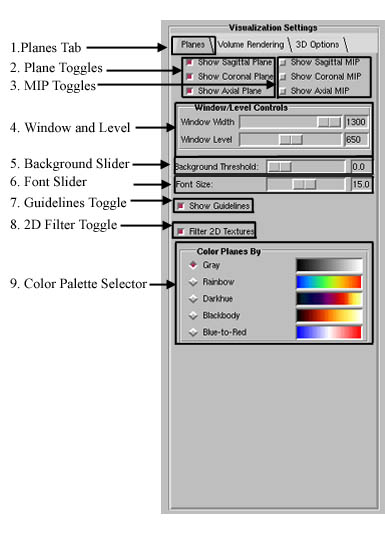 Visualization Settings
1.Planes Tab
Planes Volume Rendering 3D Options
2. Plane Toggles
Show Sagittal Plane Show Sagittal MIP
3. MIP Toggles
Show Coronal Plane Show Coronal MIP
Show Axial Plane Show Axial MIP
Window/Level Controls
4. Window and Level
Window Width 1300
Window Level 650
5. Background Slider
Background Threshold: 0.0
6. Font Slider
Font Size: 15.0
7. Guidelines Toggle
Show Guidelines
8. 2D Filter Toggle
Filter 2D Textures
Color Planes By
Gray
9. Color Palette Selector
Rainbow
Darkhue
Blackbody
Blue-to-Red